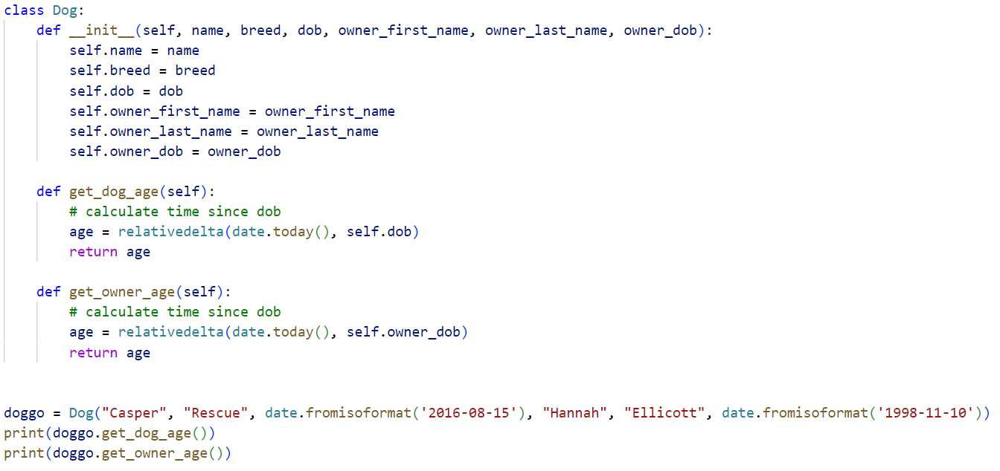 class Dog:
    def __init__(self, name, breed, dob, owner_first_name, owner_last_name, owner_dob):
        self.name = name
        self.breed = breed
        self.dob = dob
        self.owner_first_name = owner_first_name
        self.owner_last_name = owner_last_name
        self.owner_dob = owner_dob

    def get_dog_age(self):
        # calculate time since dob
        age = relativedelta(date.today(), self.dob)
        return age

    def get_owner_age(self):
        # calculate time since dob
        age = relativedelta(date.today(), self.owner_dob)
        return age


doggo = Dog("Casper", "Rescue", date.fromisoformat('2016-08-15'), "Hannah", "Ellicott", date.fromisoformat('1998-11-10'))
print(doggo.get_dog_age())
print(doggo.get_owner_age())